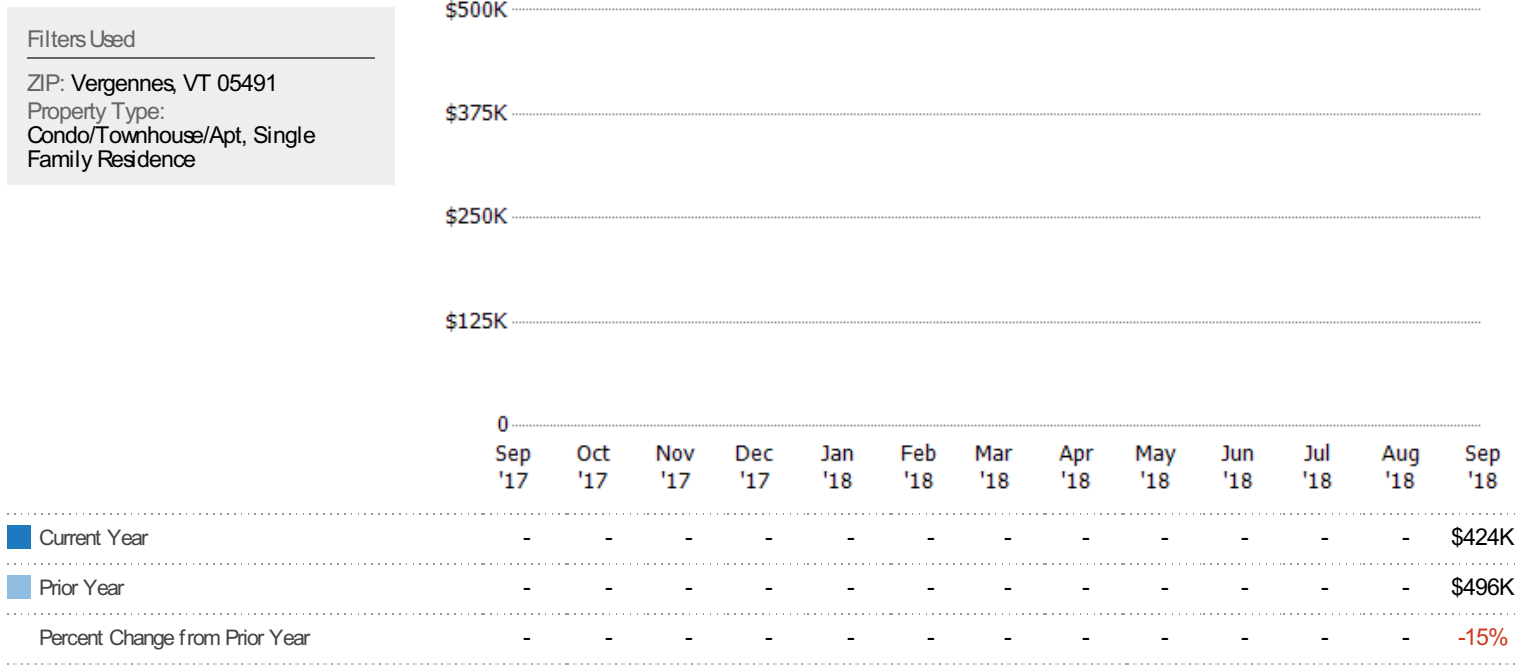 Filters Used
ZIP: Vergennes, VT 05491
Property Type:
Condo/Townhouse/Apt, Single
Family Residence
$500K
$375K
$250K
$125K
0
Sep Oct Nov Dec Jan Feb Mar Apr May Jun Jul Aug Sep
'17 '17 '17 '17 '18 '18 '18 '18 '18 '18 '18 '18 '18
Current Year - - - - - - - - - - - - $424K
Prior Year - - - - - - - - - - - - $496K
Percent Change from Prior Year - - - - - - - - - - - - -15%